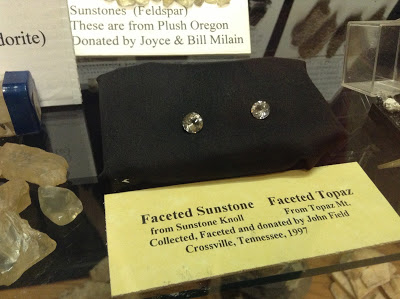 Sunstones (Feldspar)
These are from Plush Oregon
Donated by Joyce & Bill Milain
dorite)
Faceted Sunstone Faceted Topaz
from Sunstone Knoll From Topaz Mt.
Collected, Faceted and donated by John Field
Crossville, Tennessee, 1997